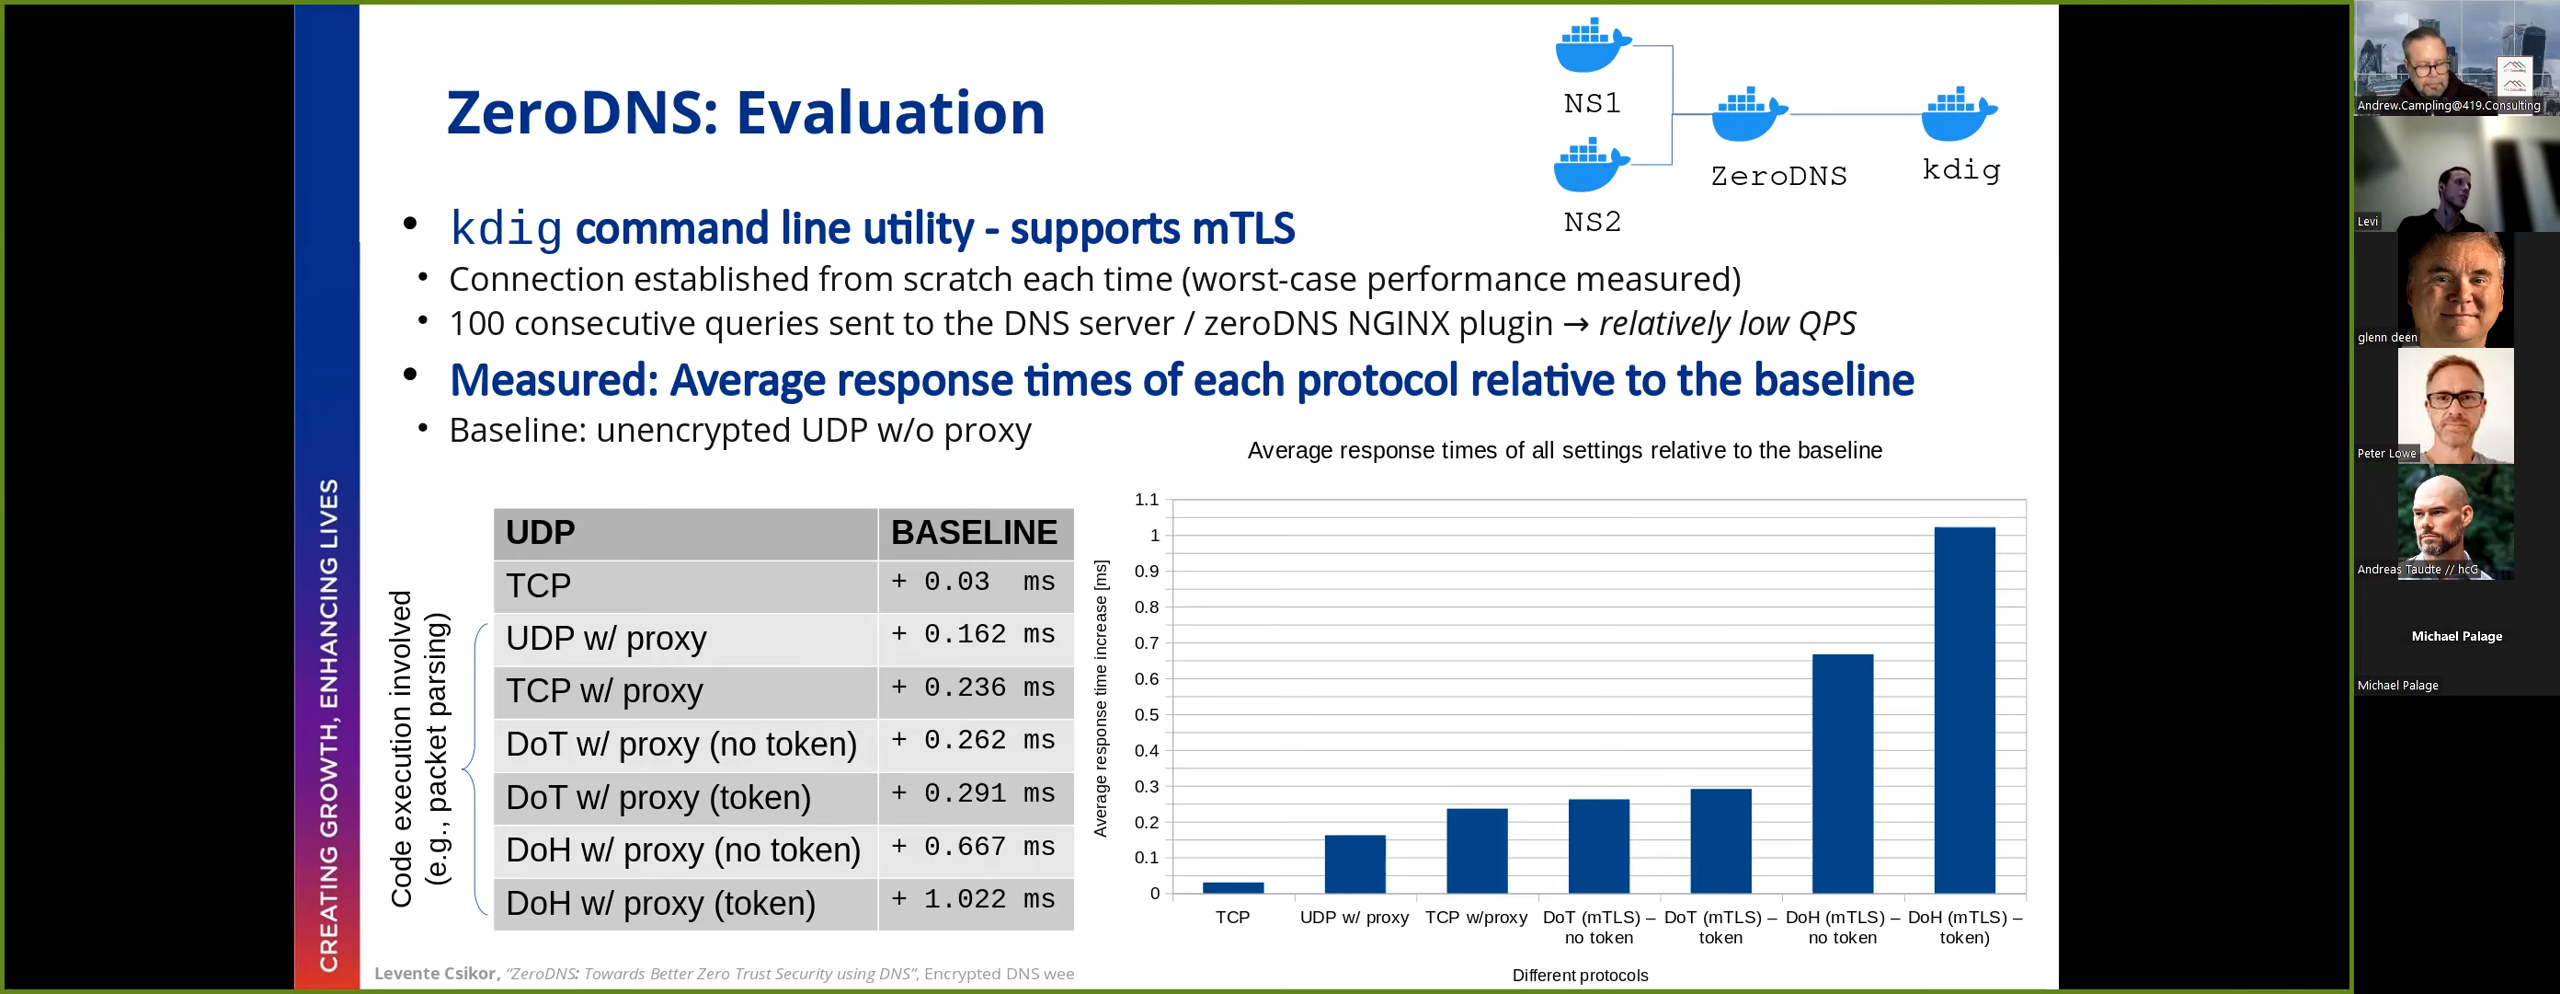 ZeroDNS: Evaluation
NS1
NS2
ZeroDNS
kdig
• kdig command line utility - supports mTLS
• Connection established from scratch each time (worst-case performance measured)
• 100 consecutive queries sent to the DNS server / zeroDNS NGINX plugin → relatively low QPS
• Measured: Average response times of each protocol relative to the baseline
• Baseline: unencrypted UDP w/o proxy
CREATING GROWTH, ENHANCING LIVES
Code execution involved
(e.g., packet parsing)
UDP BASELINE
TCP + 0.03 ms
UDP w/ proxy + 0.162 ms
TCP w/ proxy + 0.236 ms
DoT w/ proxy (no token) + 0.262 ms
DoT w/ proxy (token) + 0.291 ms
DoH w/ proxy (no token) + 0.667 ms
DoH w/ proxy (token) + 1.022 ms
Average response times of all settings relative to the baseline
Average response time increase [ms]
1.1
1
0.9
0.8
0.7
0.6
0.5
0.4
0.3
0.2
0.1
0
TCP
UDP w/ proxy
TCP w/proxy
DoT (mTLS) –
no token
DoT (mTLS) –
token
DoH (mTLS) –
no token
DoH (mTLS) –
token)
Different protocols
Levente Csikor, “ZeroDNS: Towards Better Zero Trust Security using DNS”, Encrypted DNS wee
Andrew.Campling@419.Consulting
Levi
glenn deen
Peter Lowe
Andreas Taudte // hcG
Michael Palage
Michael Palage